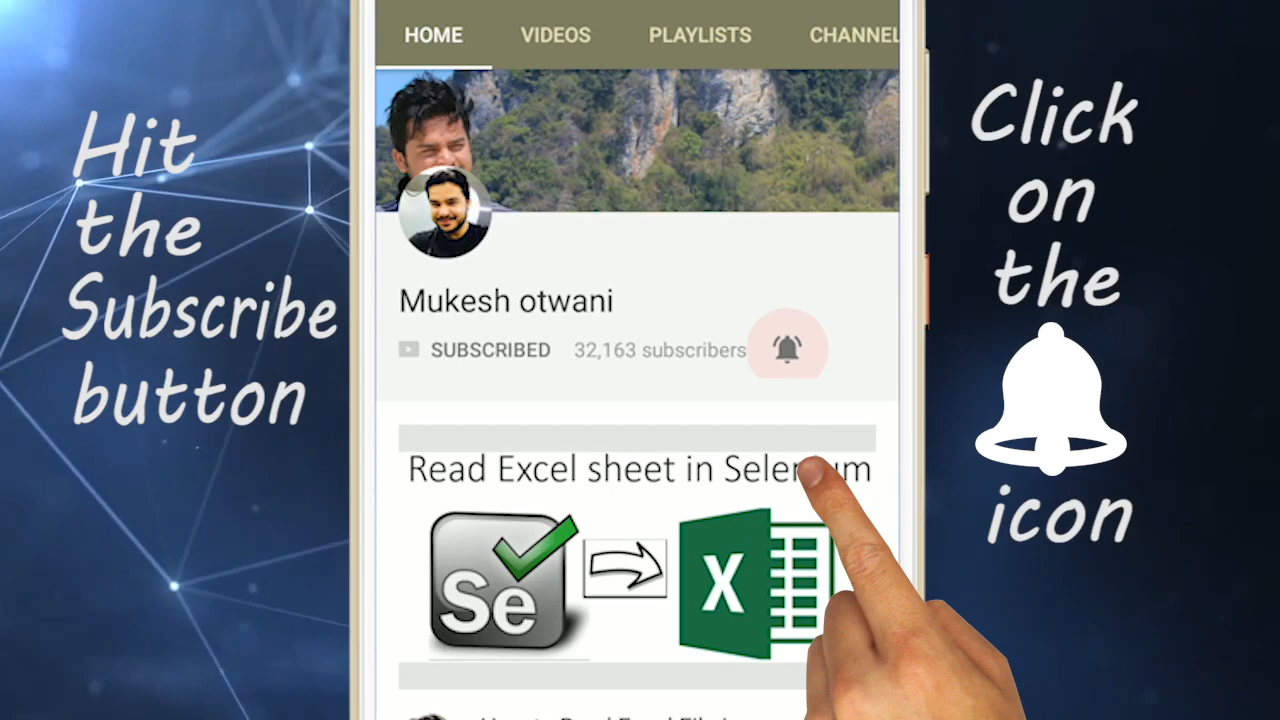 HOME VIDEOS PLAYLISTS CHANNEL
Hit
the
Subscribe
button
Click
on
the
icon
Mukesh otwani
SUBSCRIBED 32,163 subscribers
Read Excel sheet in
Se
X